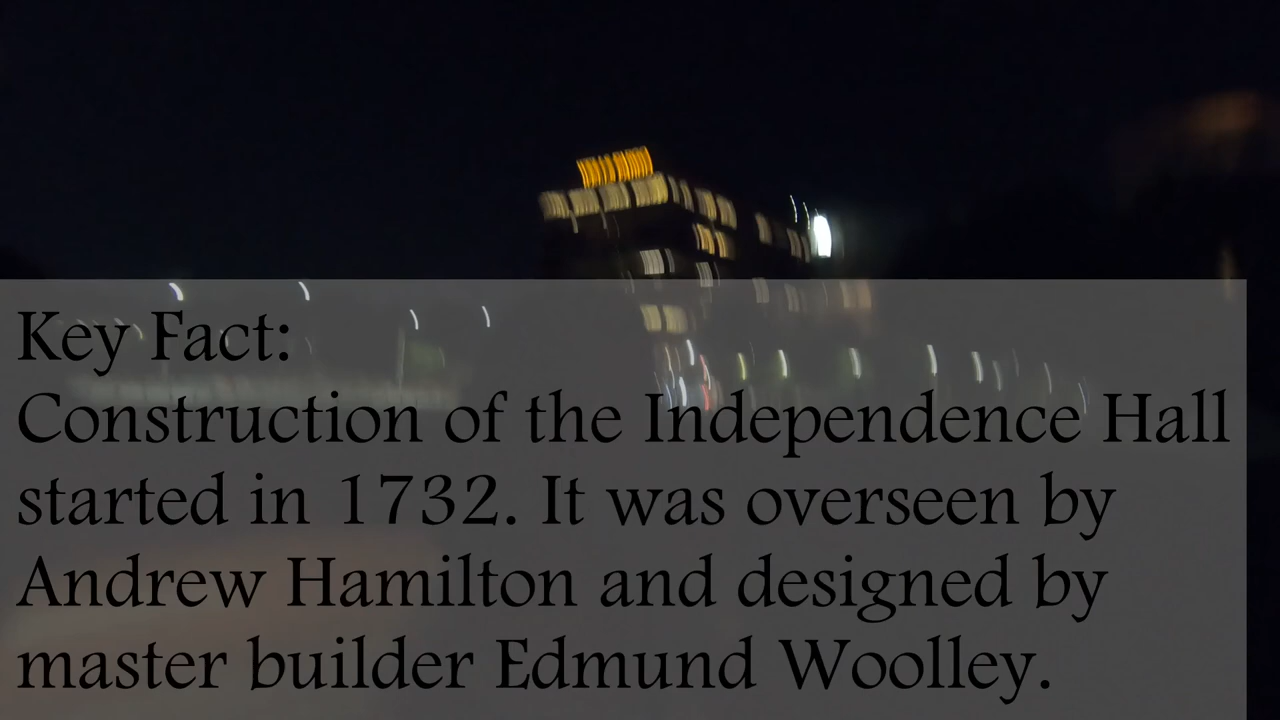 Key Fact:
Construction of the Independence Hall
started in 1732. It was overseen by
Andrew Hamilton and designed by
master builder Edmund Woolley.